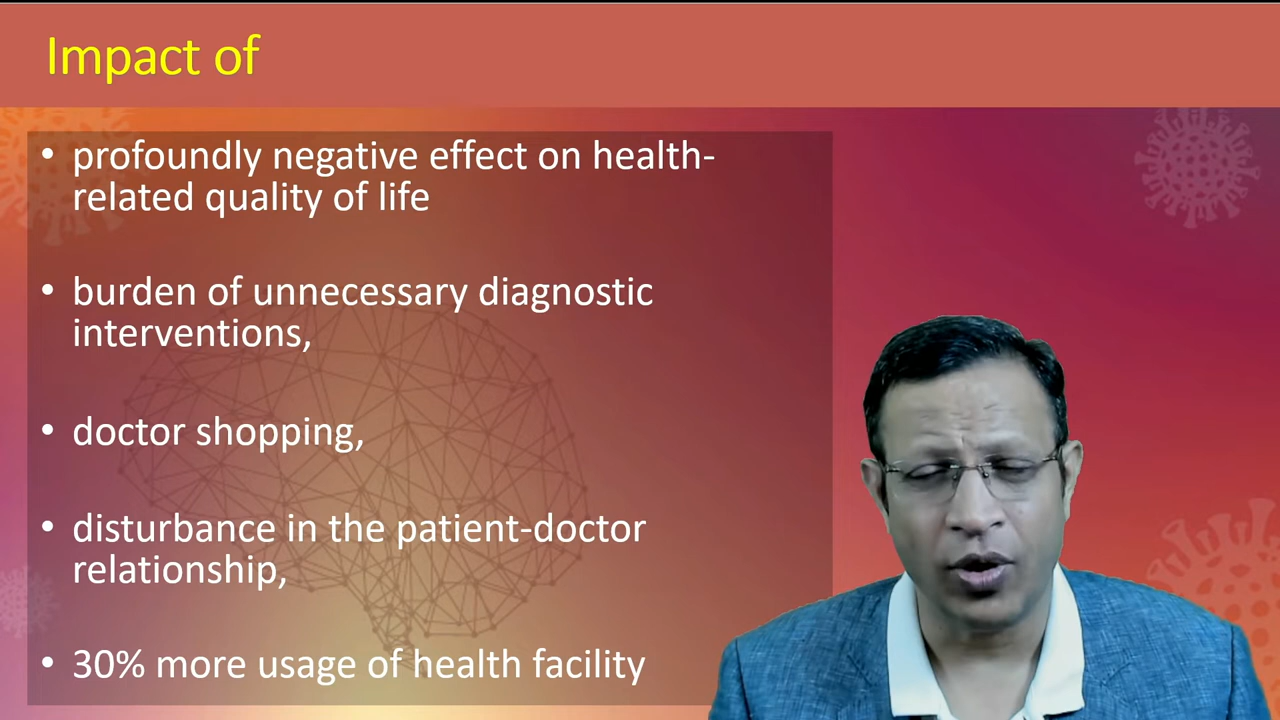 Impact of
• profoundly negative effect on health-
related quality of life
• burden of unnecessary diagnostic
interventions,
• doctor shopping,
• disturbance in the patient-doctor
relationship,
• 30% more usage of health facility